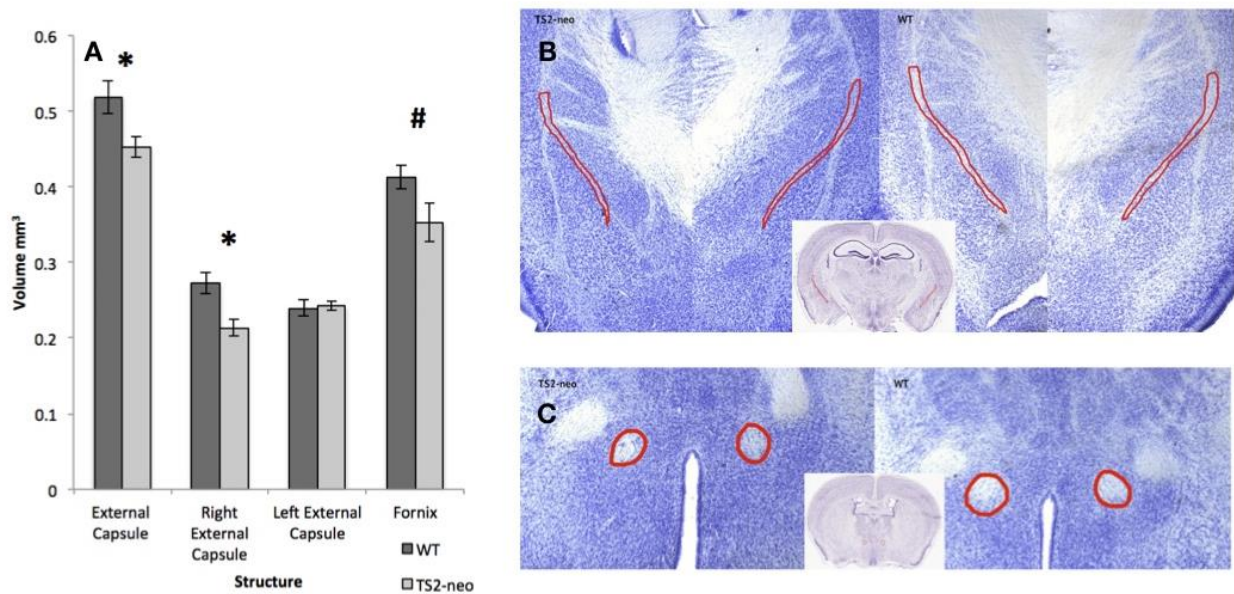 A
0.6
0.5
0.4
0.3
0.2
0.1
0
Volume mm³
*
*
#
External
Capsule
Right
External
Capsule
Left External
Capsule
Fornix
Structure
WT
TS2-neo
TS2-neo
B
WT
TS2-neo
C
WT